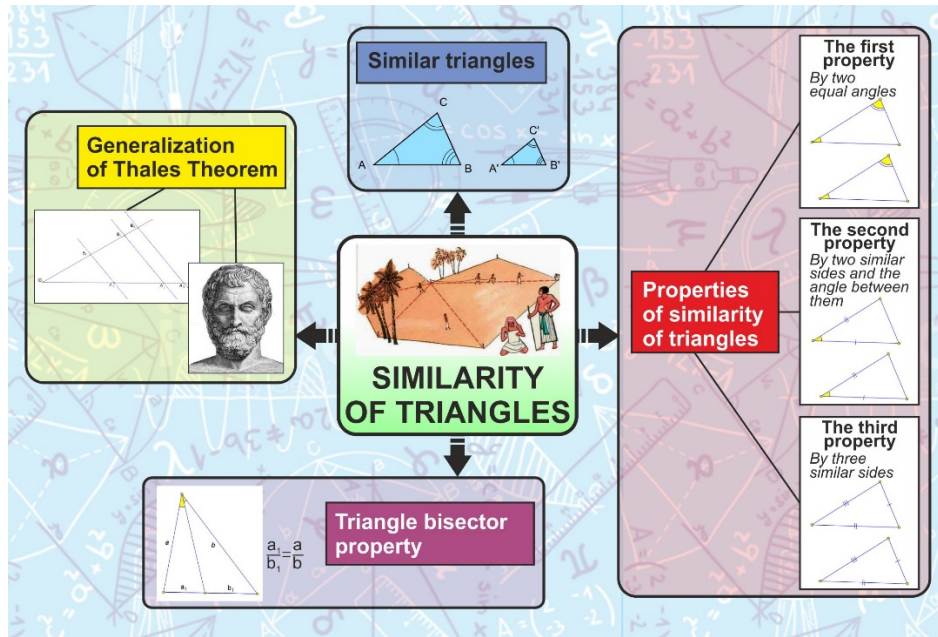 Similar triangles
C
A
B
C'
A'
B'
Generalization
of Thales Theorem
SIMILARITY
OF TRIANGLES
Properties
of similarity
of triangles
The first
property
By two
equal angles
The second
property
By two similar
sides and the
angle between
them
The third
property
By three
similar sides
Triangle bisector
property
a
b
a₁
b₁
a₁/b₁ = a/b